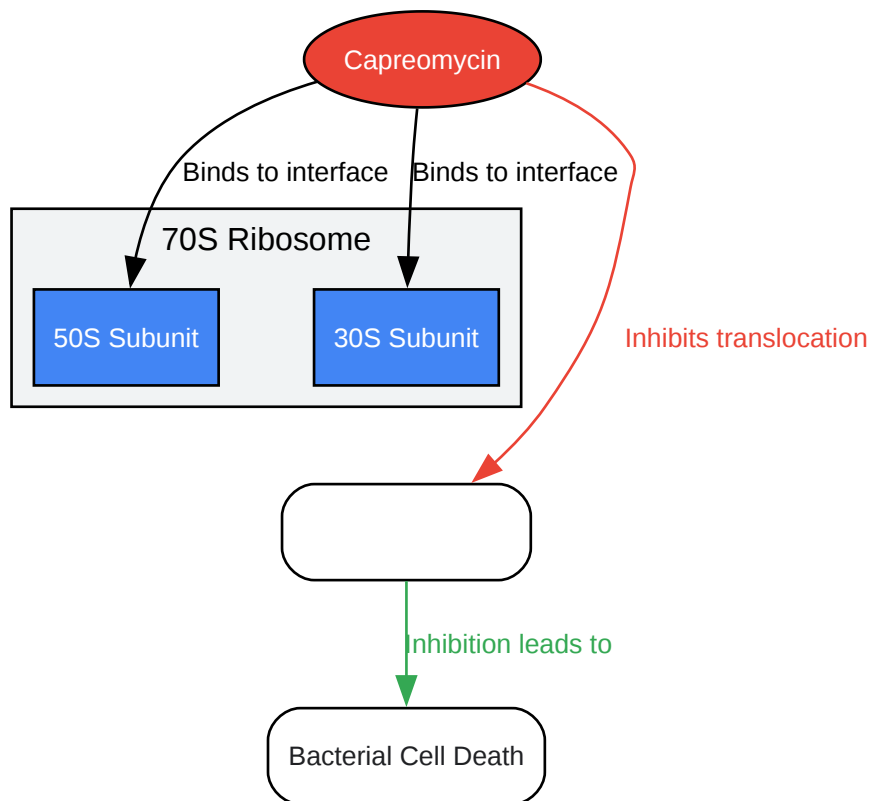 Capreomycin
Binds to interface
Binds to interface
70S Ribosome
50S Subunit
30S Subunit
Inhibits translocation
Inhibition leads to
Bacterial Cell Death